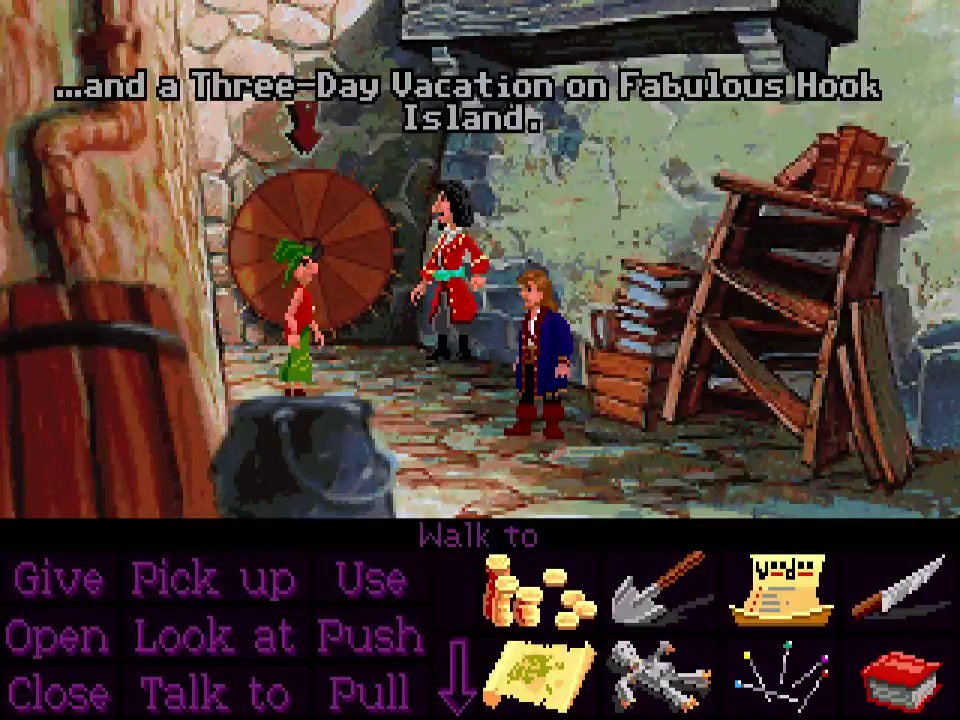 …and a Three-Day Vacation on Fabulous Hook
Island.
Walk to
Give Pick up Use
Open Look at Push
Close Talk to Pull
Voodoo